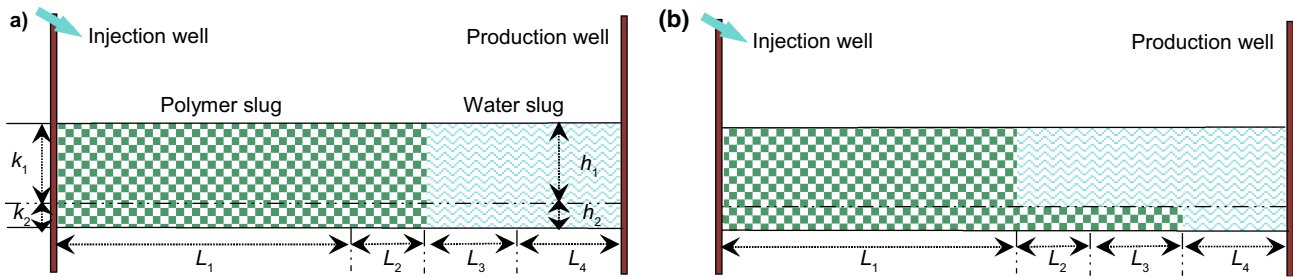 a)
Injection well
Production well
Polymer slug
Water slug
k₁
h₁
k₂
h₂
L₁
L₂
L₃
L₄
(b)
Injection well
Production well
L₁
L₂
L₃
L₄